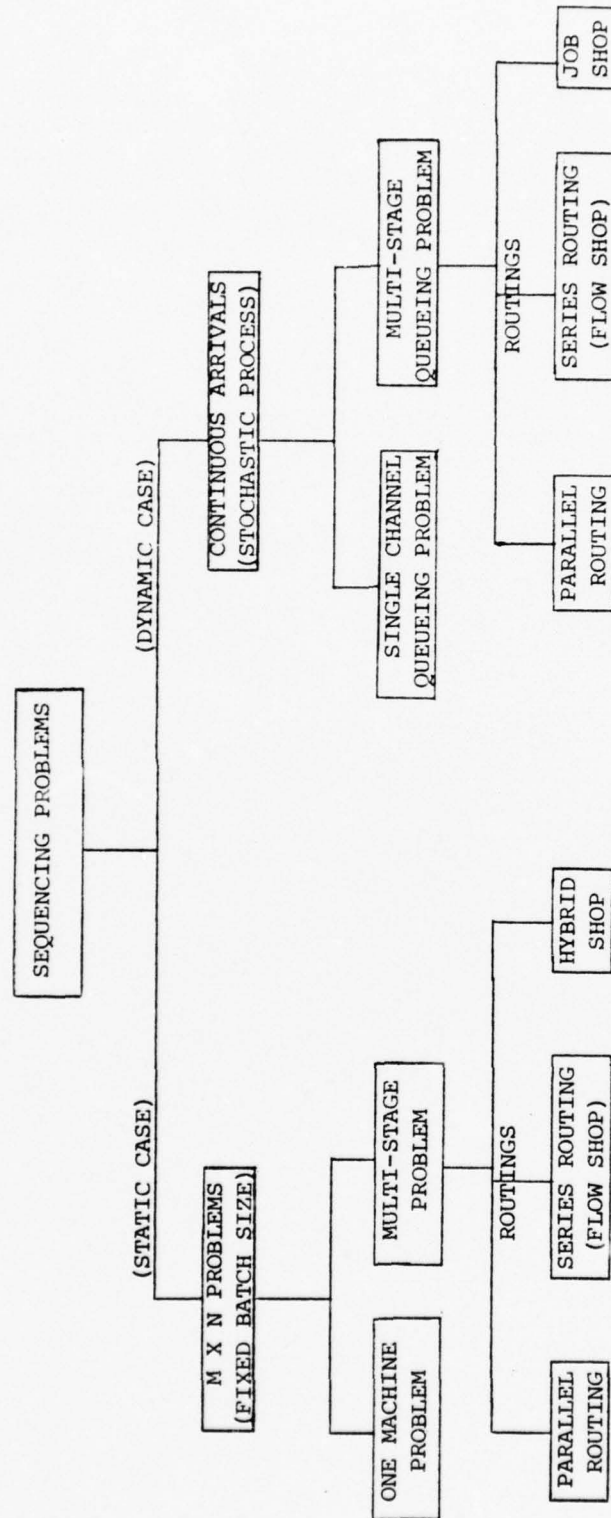 SEQUENCING PROBLEMS
(STATIC CASE)
(DYNAMIC CASE)
M X N PROBLEMS
(FIXED BATCH SIZE)
CONTINUOUS ARRIVALS
(STOCHASTIC PROCESS)
ONE MACHINE
PROBLEM
MULTI-STAGE
PROBLEM
SINGLE CHANNEL
QUEUEING PROBLEM
MULTI-STAGE
QUEUEING PROBLEM
ROUTINGS
ROUTINGS
PARALLEL
ROUTING
SERIES ROUTING
(FLOW SHOP)
HYBRID
SHOP
PARALLEL
ROUTING
SERIES ROUTING
(FLOW SHOP)
JOB
SHOP